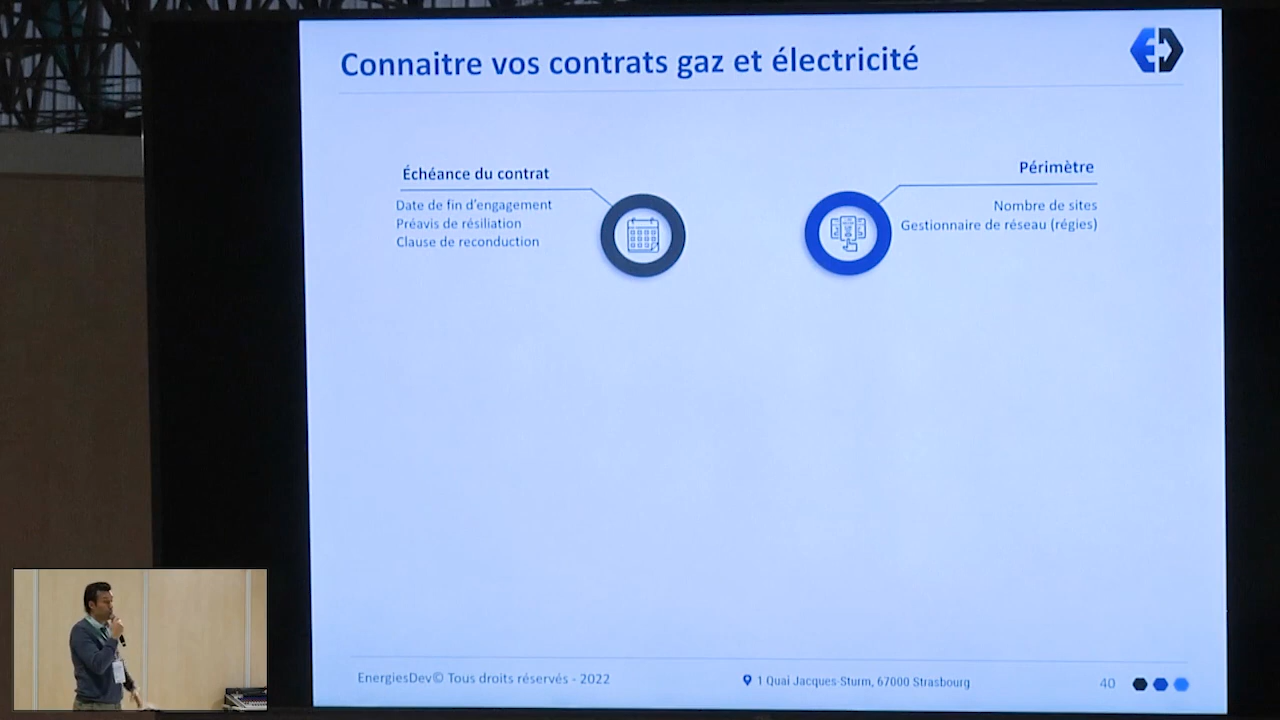 Connaitre vos contrats gaz et électricité
Échéance du contrat
Date de fin d'engagement
Préavis de résiliation
Clause de reconduction
Périmètre
Nombre de sites
Gestionnaire de réseau (régies)
EnergiesDev© Tous droits réservés - 2022
1 Quai Jacques-Sturm, 67000 Strasbourg
40